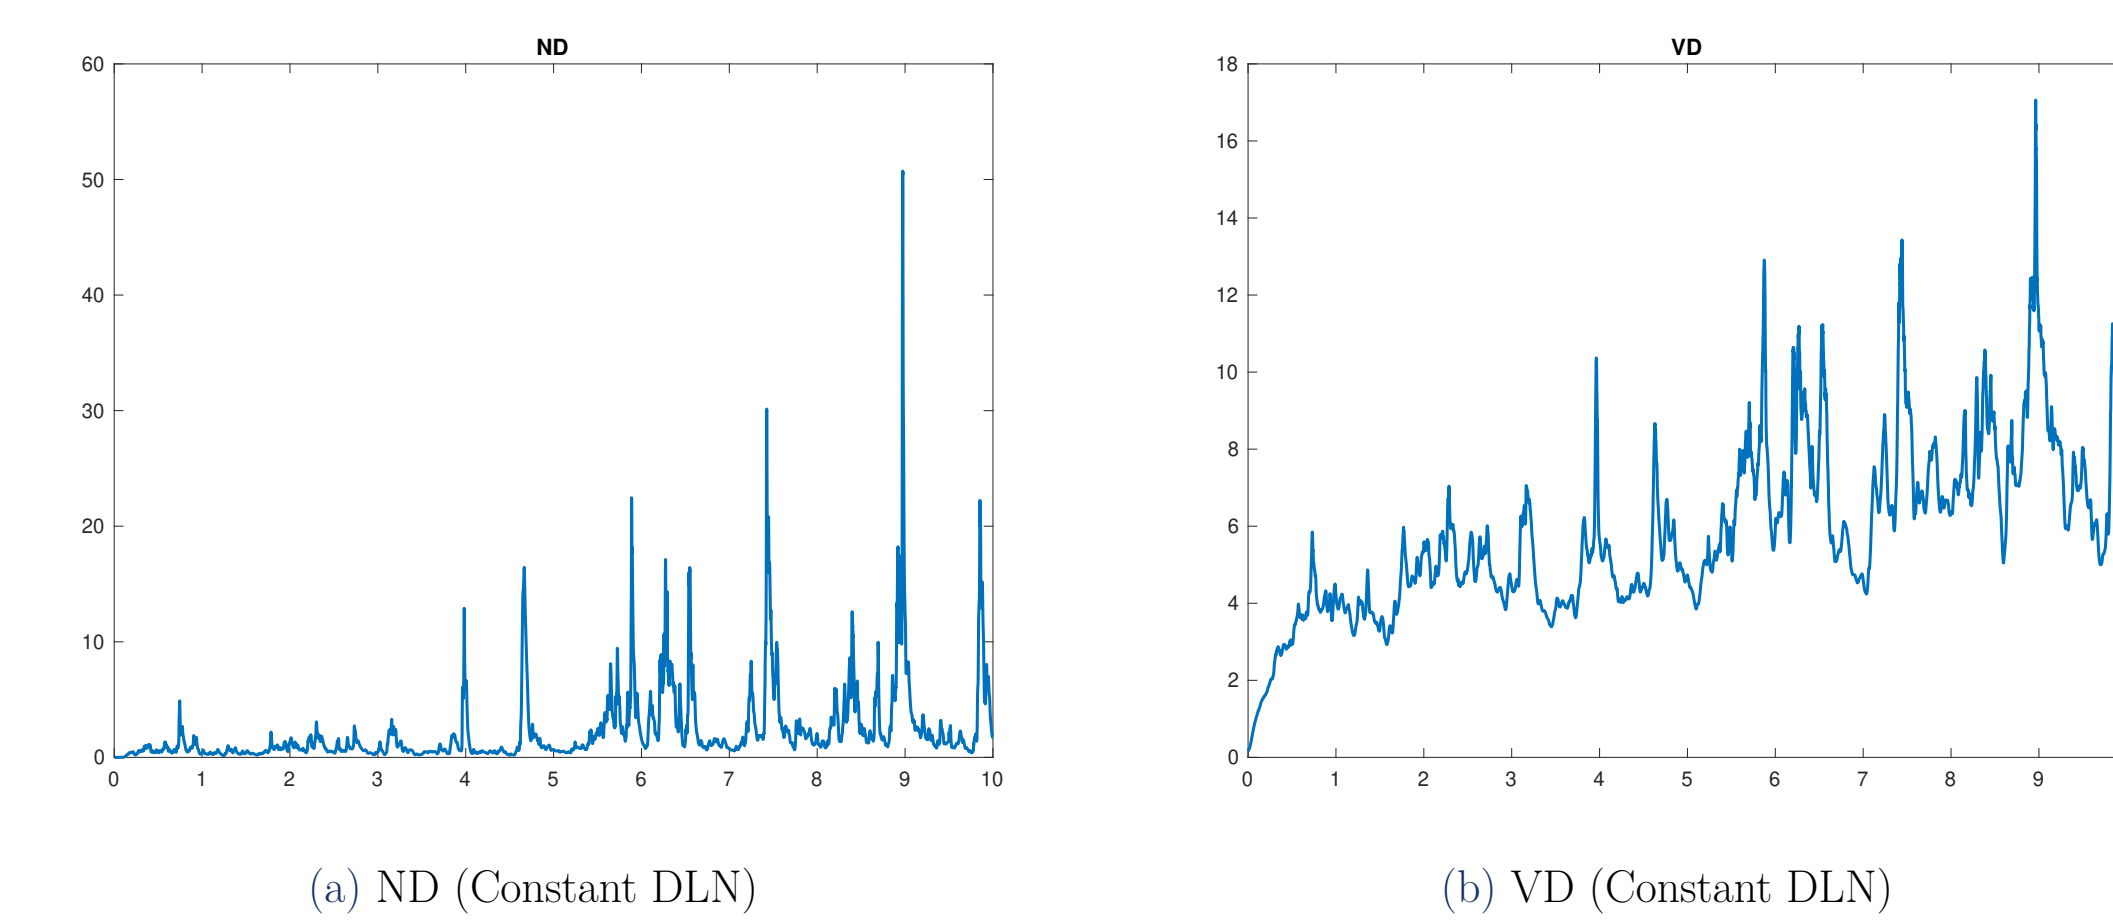 ND
60
50
40
30
20
10
0
0 1 2 3 4 5 6 7 8 9 10
(a) ND (Constant DLN)
VD
18
16
14
12
10
8
6
4
2
0
0 1 2 3 4 5 6 7 8 9
(b) VD (Constant DLN)